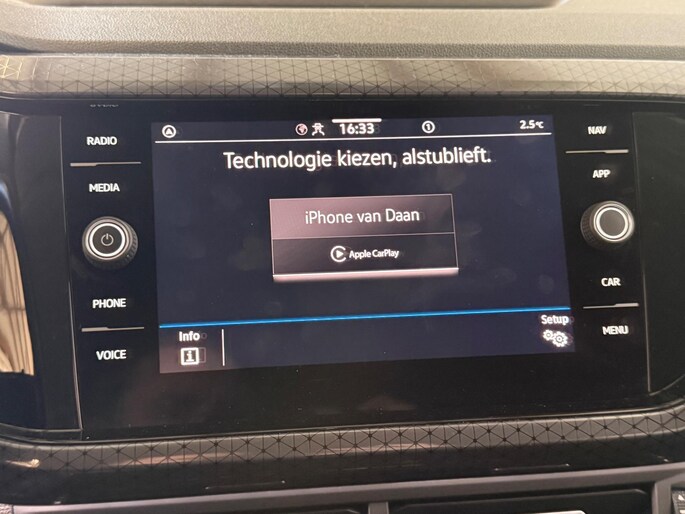 RADIO
MEDIA
PHONE
VOICE
16:33
1
2.5°C
Technologie kiezen, alstublieft.
iPhone van Daan
Apple CarPlay
Info
i
Setup
NAV
APP
CAR
MENU